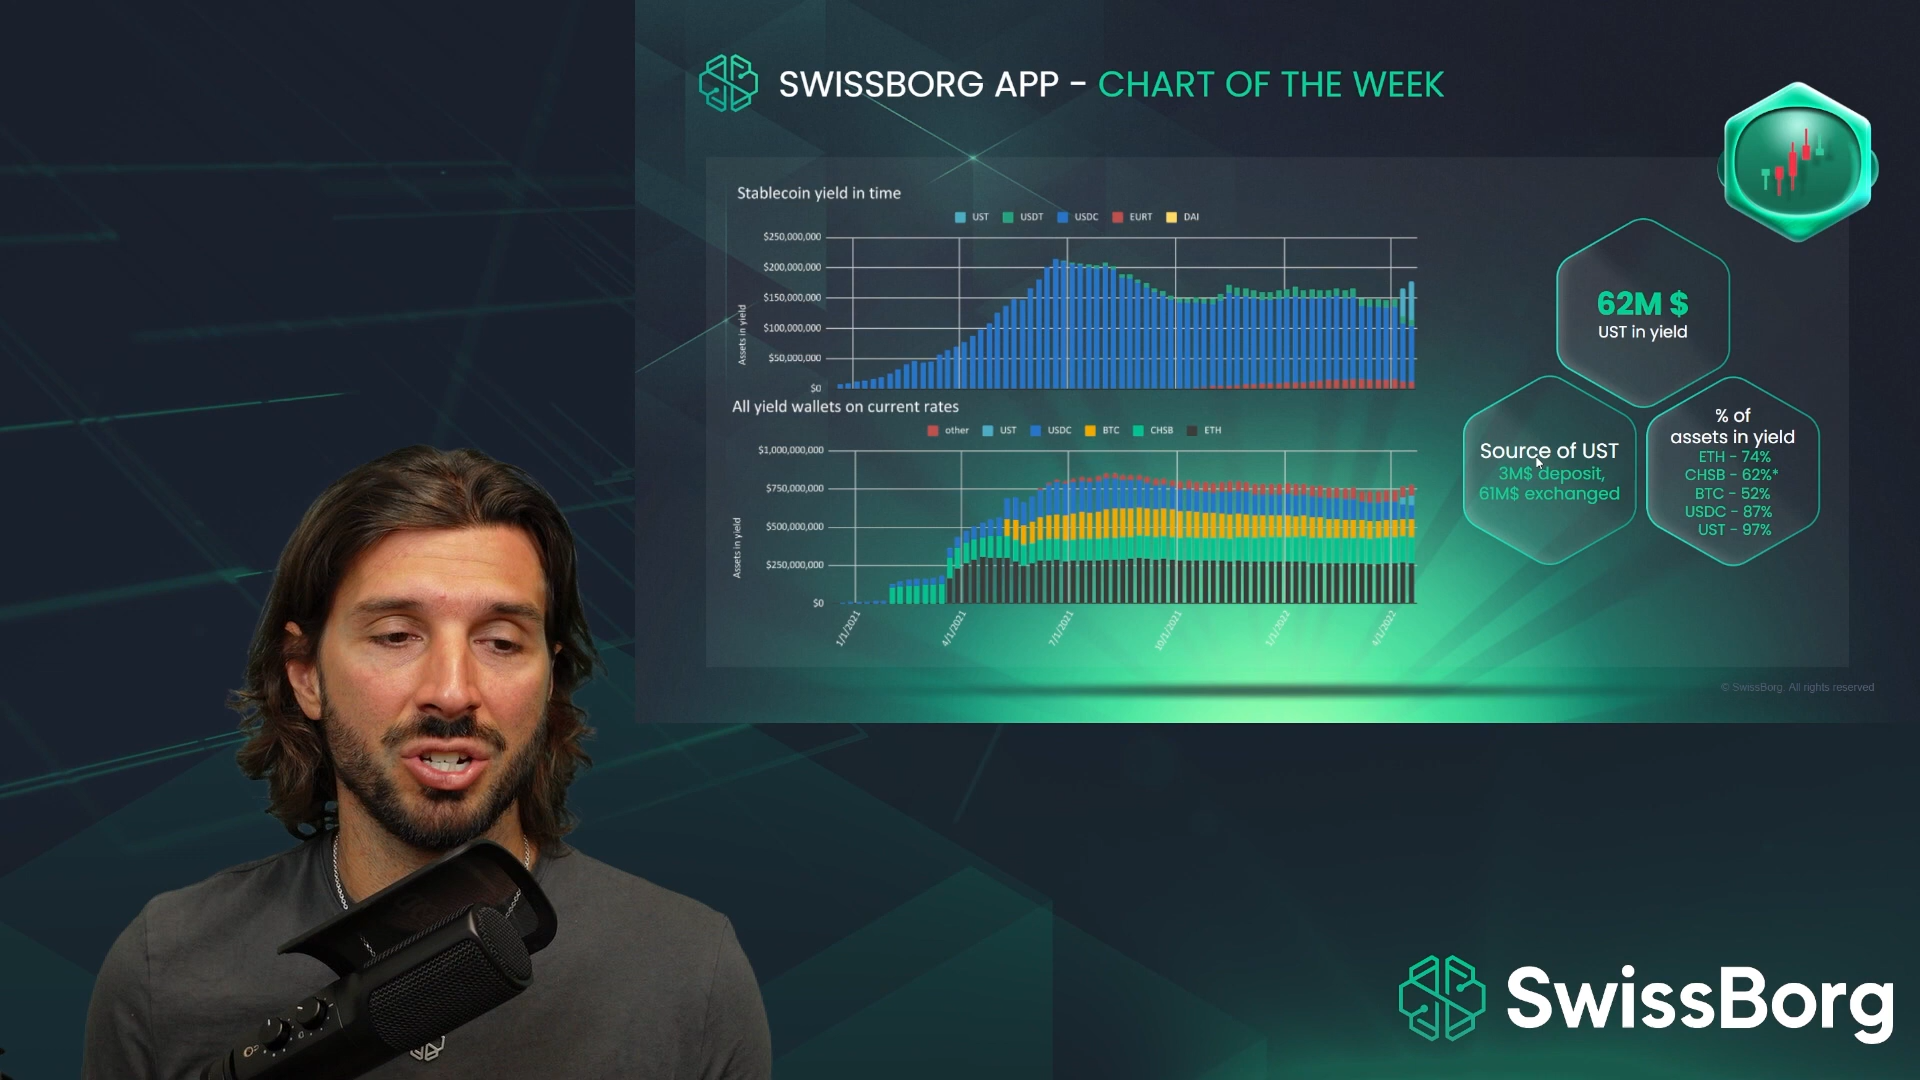 SWISSBORG APP - CHART OF THE WEEK
Stablecoin yield in time
UST USDT USDC EURT DAI
$250,000,000
$200,000,000
$150,000,000
$100,000,000
$50,000,000
$0
Assets in yield
All yield wallets on current rates
other UST USDC BTC CHSB ETH
$1,000,000,000
$750,000,000
$500,000,000
$250,000,000
$0
Assets in yield
1/1/2021
4/1/2021
7/1/2021
10/1/2021
1/1/2022
4/1/2022
62M $
UST in yield
Source of UST
3M$ deposit,
61M$ exchanged
% of
assets in yield
ETH - 74%
CHSB - 62%*
BTC - 52%
USDC - 87%
UST - 97%
© SwissBorg. All rights reserved
SwissBorg